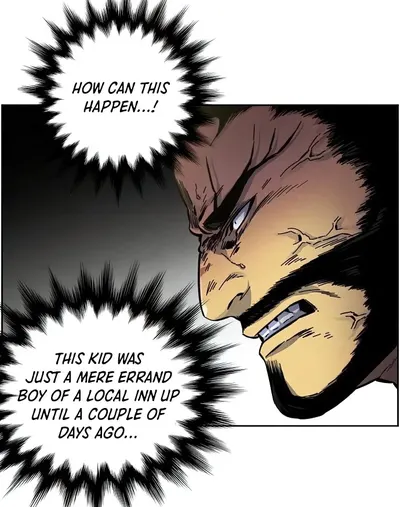 HOW CAN THIS
HAPPEN...!
THIS KID WAS
JUST A MERE ERRAND
BOY OF A LOCAL INN UP
UNTIL A COUPLE OF
DAYS AGO...